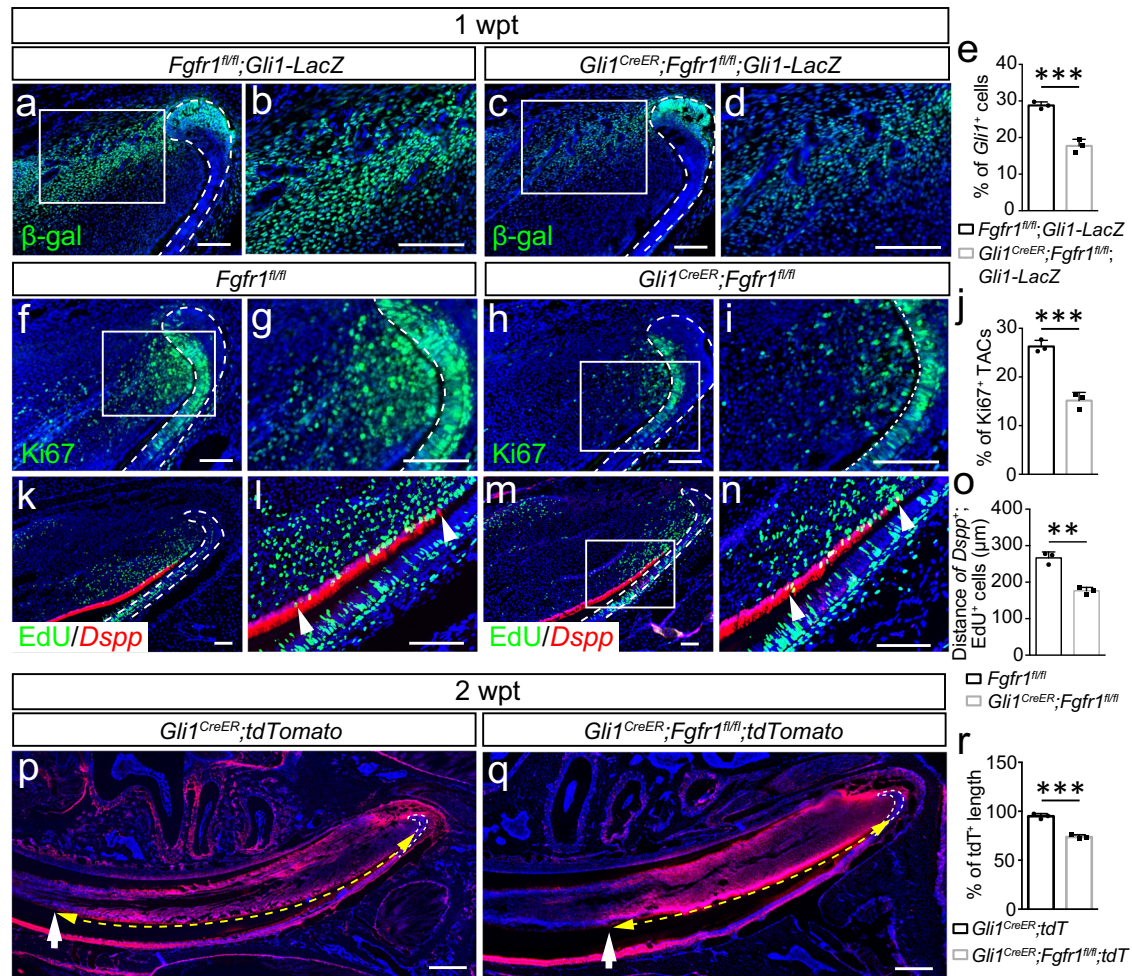 1 wpt
Fgfr1fl/fl;Gli1-LacZ
Gli1CreER;Fgfr1fl/fl;Gli1-LacZ
a
b
c
d
β-gal
β-gal
e
% of Gli1+ cells
40
30
20
10
0
***
Fgfr1fl/fl;Gli1-LacZ
Gli1CreER;Fgfr1fl/fl;
Gli1-LacZ
Fgfr1fl/fl
Gli1CreER;Fgfr1fl/fl
f
g
h
i
Ki67
Ki67
j
% of Ki67+ TACs
30
20
10
0
***
k
l
m
n
EdU/Dspp
EdU/Dspp
o
Distance of Dspp+;
EdU+ cells (μm)
400
300
200
100
0
**
Fgfr1fl/fl
Gli1CreER;Fgfr1fl/fl
2 wpt
Gli1CreER;tdTomato
Gli1CreER;Fgfr1fl/fl;tdTomato
p
q
r
% of tdT+ length
150
100
50
0
***
Gli1CreER;tdT
Gli1CreER;Fgfr1fl/fl;tdT